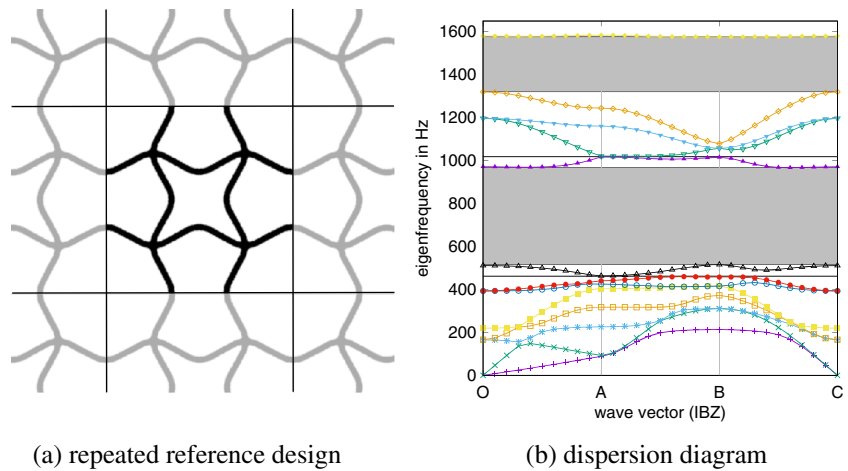 1600
1400
1200
1000
800
600
400
200
0
eigenfrequency in Hz
O A B C
wave vector (IBZ)
(a) repeated reference design
(b) dispersion diagram